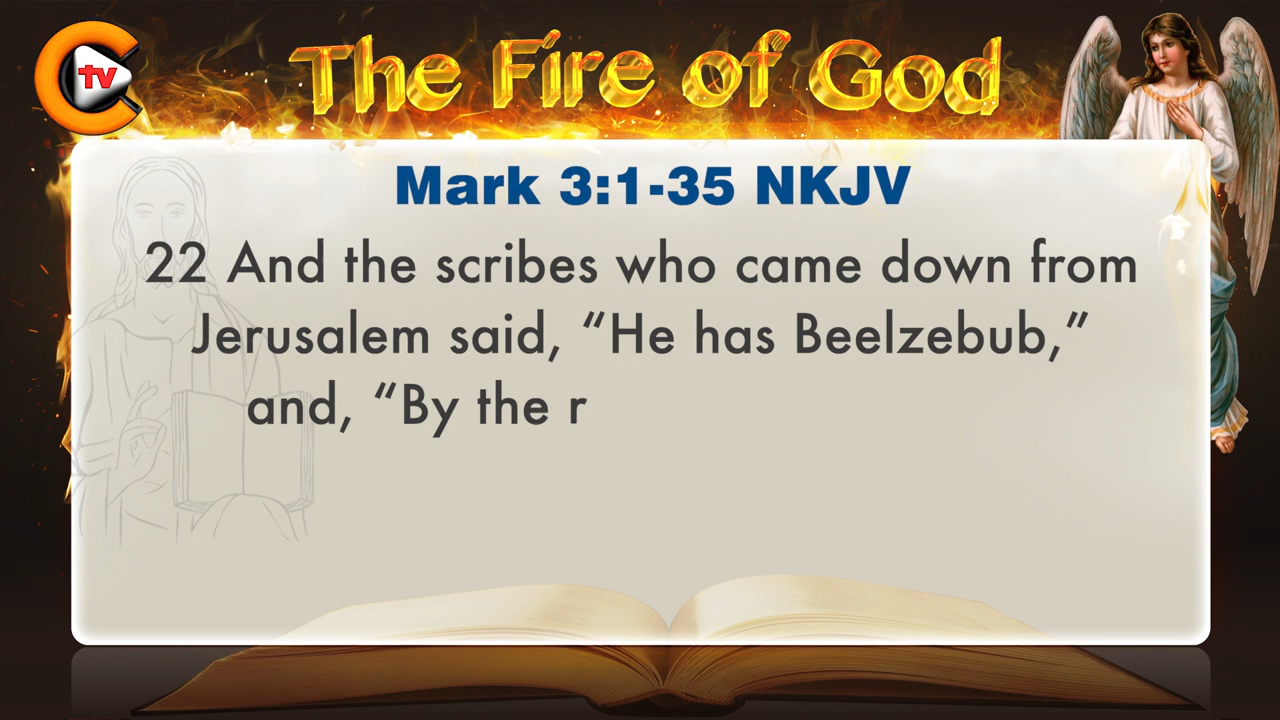 tv
The Fire of God
Mark 3:1-35 NKJV
22 And the scribes who came down from
Jerusalem said, “He has Beelzebub,”
and, “By the r